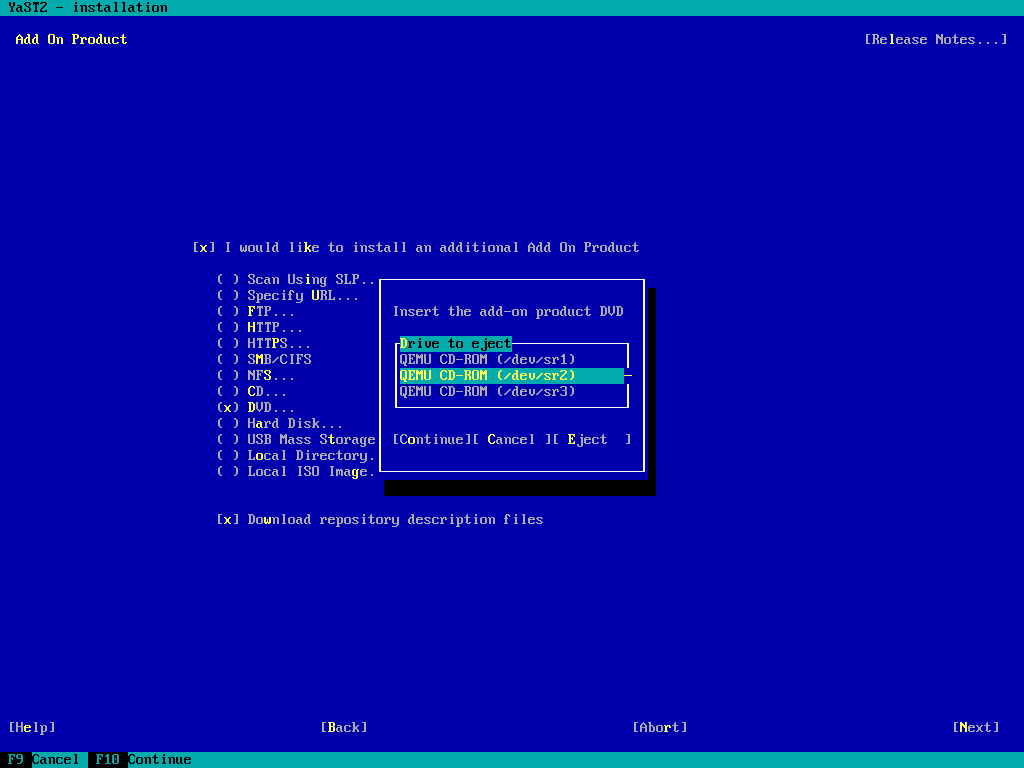 YaST2 - installation
Add On Product [Release Notes...]
[x] I would like to install an additional Add On Product
( ) Scan Using SLP..
( ) Specify URL...
( ) FTP...
( ) HTTP...
( ) HTTPS...
( ) SMB/CIFS
( ) NFS...
( ) CD...
(x) DVD...
( ) Hard Disk...
( ) USB Mass Storage
( ) Local Directory.
( ) Local ISO Image.
Insert the add-on product DVD
Drive to eject
QEMU CD-ROM (/dev/sr1)
QEMU CD-ROM (/dev/sr2)
QEMU CD-ROM (/dev/sr3)
[Continue][ Cancel ][ Eject  ]
[x] Download repository description files
[Help] [Back] [Abort] [Next]
F9 Cancel F10 Continue